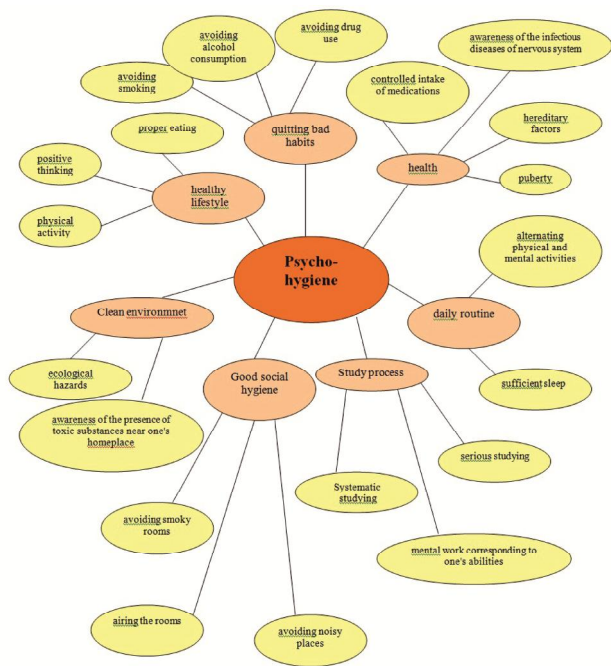 avoiding
alcohol
consumption
avoiding drug
use
awareness of the infectious
diseases of nervous system
avoiding
smoking
controlled intake
of medications
proper eating
quitting bad
habits
hereditary
factors
positive
thinking
health
healthy
lifestyle
puberty
physical
activity
alternating
physical and
mental activities
Psycho-
hygiene
Clean environmnet
daily routine
ecological
hazards
Good social
hygiene
Study process
sufficient sleep
awareness of the presence of
toxic substances near one's
homeplace
serious studying
Systematic
studying
avoiding smoky
rooms
mental work corresponding to
one's abilities
airing the rooms
avoiding noisy
places